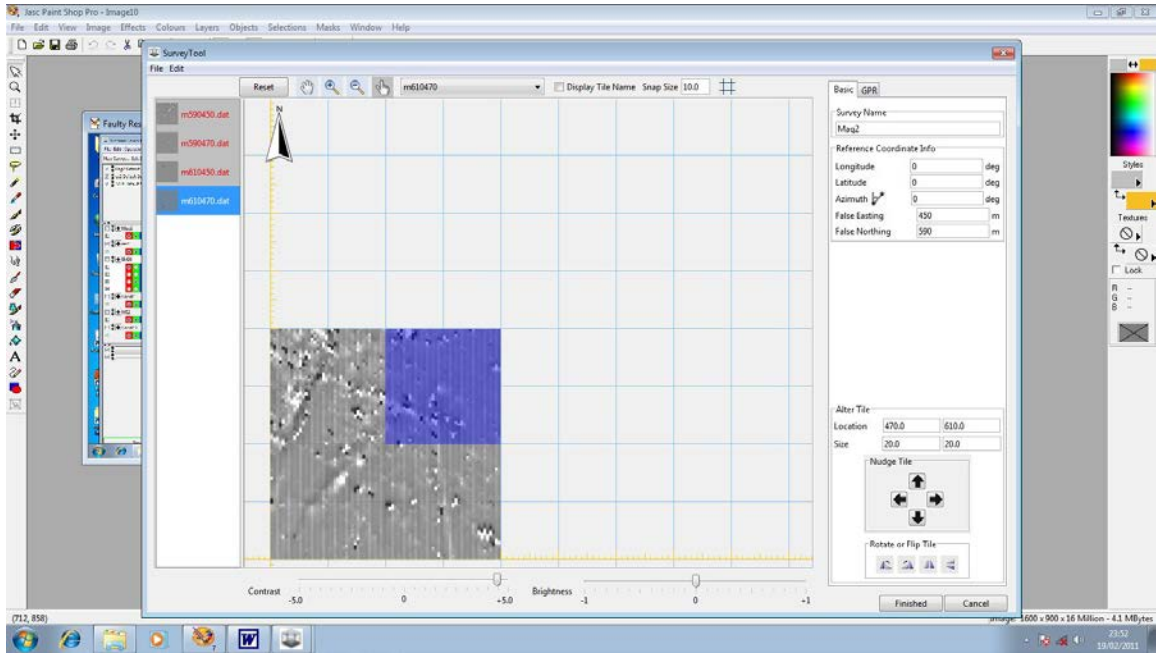 Jasc Paint Shop Pro - Image10
File Edit View Image Effects Colours Layers Objects Selections Masks Window Help
SurveyTool
File Edit
Reset m610470 Display Tile Name Snap Size 10.0
Basic GPR
m590450.dat
m590470.dat
m610450.dat
m610470.dat
N
Survey Name
Mag2
Reference Coordinate Info
Longitude 0 deg
Latitude 0 deg
Azimuth 0 deg
False Easting 450 m
False Northing 590 m
Alter Tile
Location 470.0 610.0
Size 20.0 20.0
Nudge Tile
Rotate or Flip Tile
Contrast -5.0 0 +5.0 Brightness -1 0 +1
Finished Cancel
Faulty Res
Styles
Textures
Lock
R --
G --
B --
(712, 858)
Image: 1600 x 900 x 16 Million - 4.1 MBytes
23:52
19/02/2011